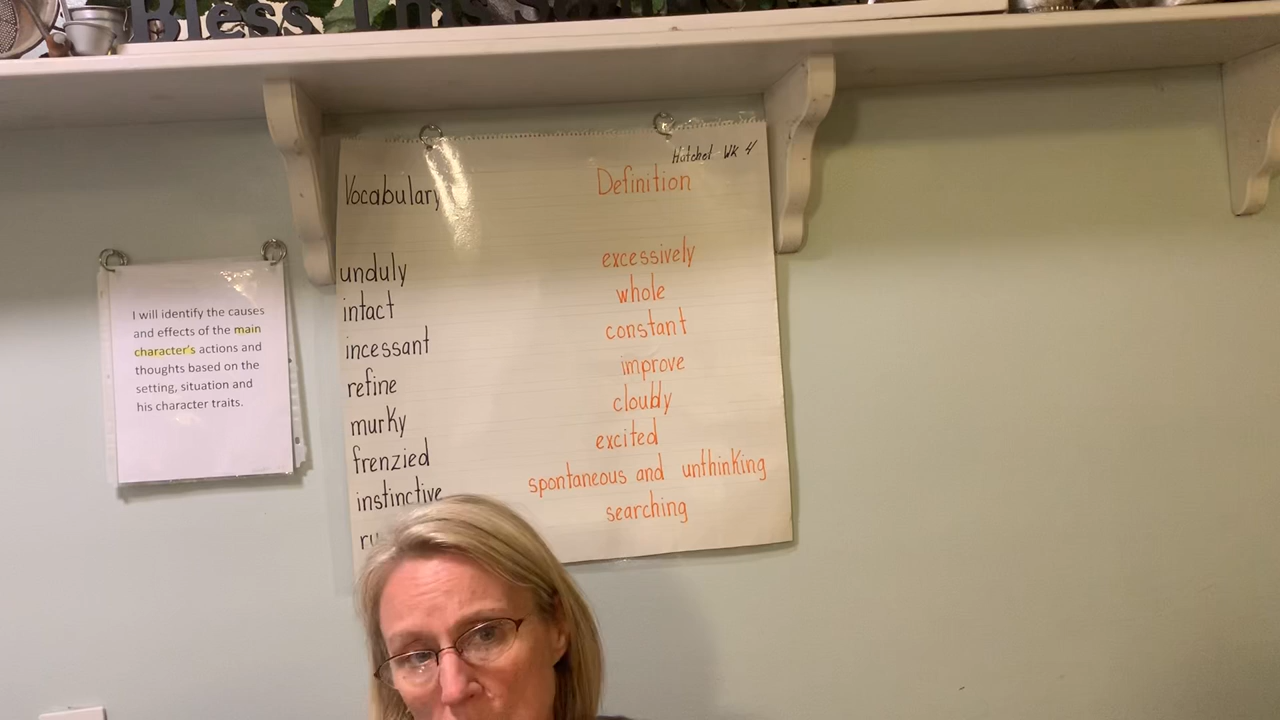 Bless This
Hatchet WK 4
Vocabulary Definition
unduly excessively
intact whole
incessant constant
refine improve
murky cloudy
frenzied excited
instinctive spontaneous and unthinking
searching
I will identify the causes
and effects of the main
character's actions and
thoughts based on the
setting, situation and
his character traits.